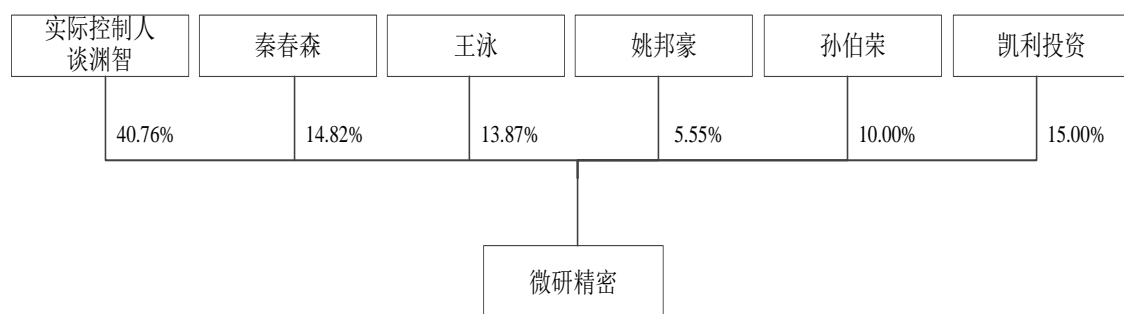 实际控制人
谈渊智
秦春森
王泳
姚邦豪
孙伯荣
凯利投资
40.76%
14.82%
13.87%
5.55%
10.00%
15.00%
微研精密